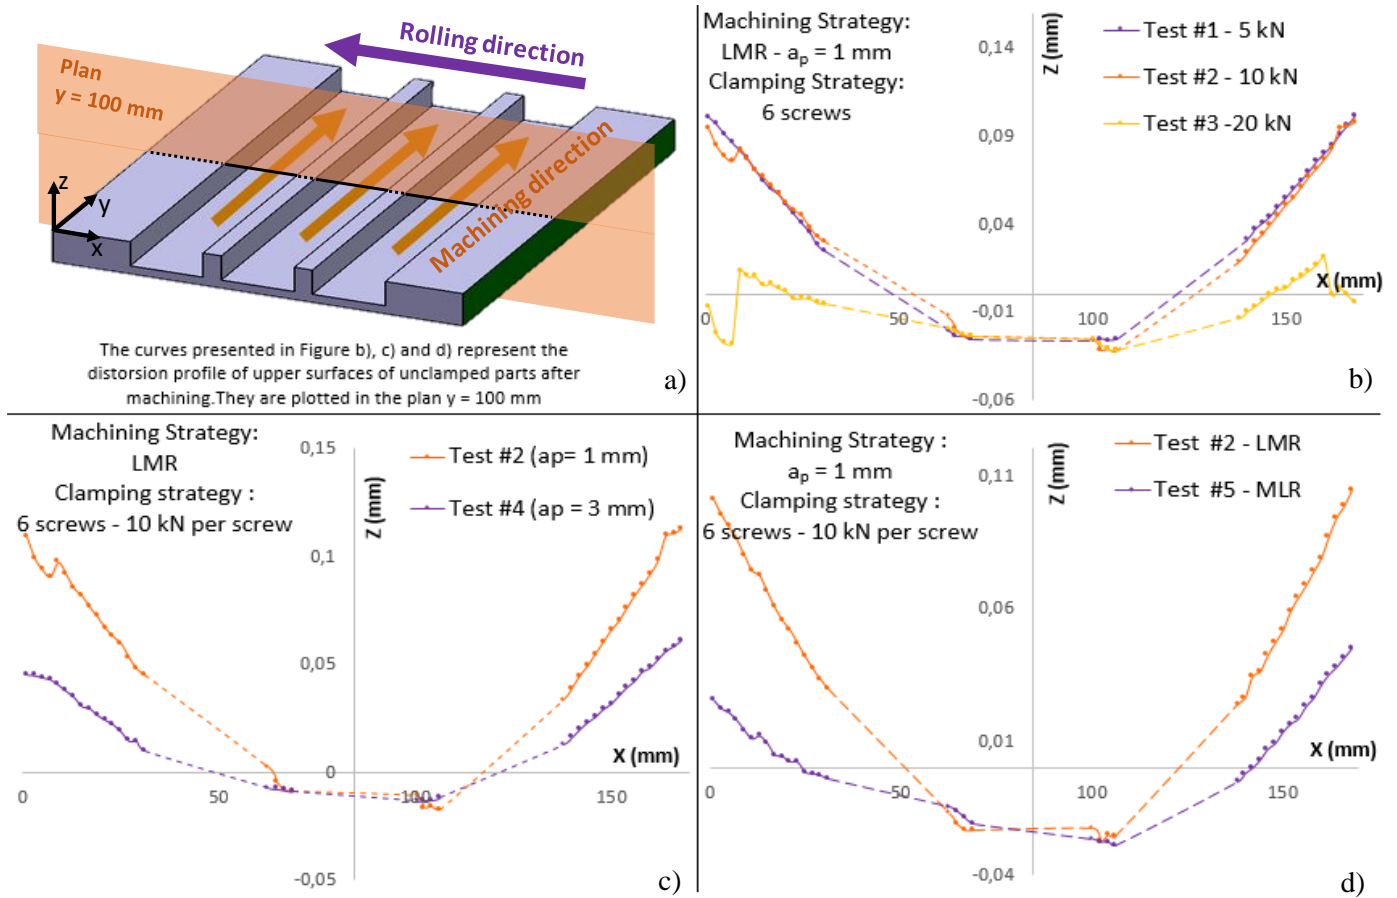 Rolling direction
Plan
y = 100 mm
Machining direction
z
y
x
The curves presented in Figure b), c) and d) represent the
distorsion profile of upper surfaces of unclamped parts after
machining.They are plotted in the plan y = 100 mm
a)
Machining Strategy:
LMR - aₚ = 1 mm
Clamping Strategy:
6 screws
Z (mm)
Test #1 - 5 kN
Test #2 - 10 kN
Test #3 -20 kN
0,14
0,09
0,04
-0,01
-0,06
X (mm)
0
50
100
150
b)
Machining Strategy:
LMR
Clamping strategy :
6 screws - 10 kN per screw
Z (mm)
Test #2 (ap= 1 mm)
Test #4 (ap = 3 mm)
0,15
0,1
0,05
0
-0,05
X (mm)
0
50
100
150
c)
Machining Strategy :
aₚ = 1 mm
Clamping strategy :
6 screws - 10 kN per screw
Z (mm)
Test #2 - LMR
Test #5 - MLR
0,11
0,06
0,01
-0,04
X (mm)
0
50
100
150
d)